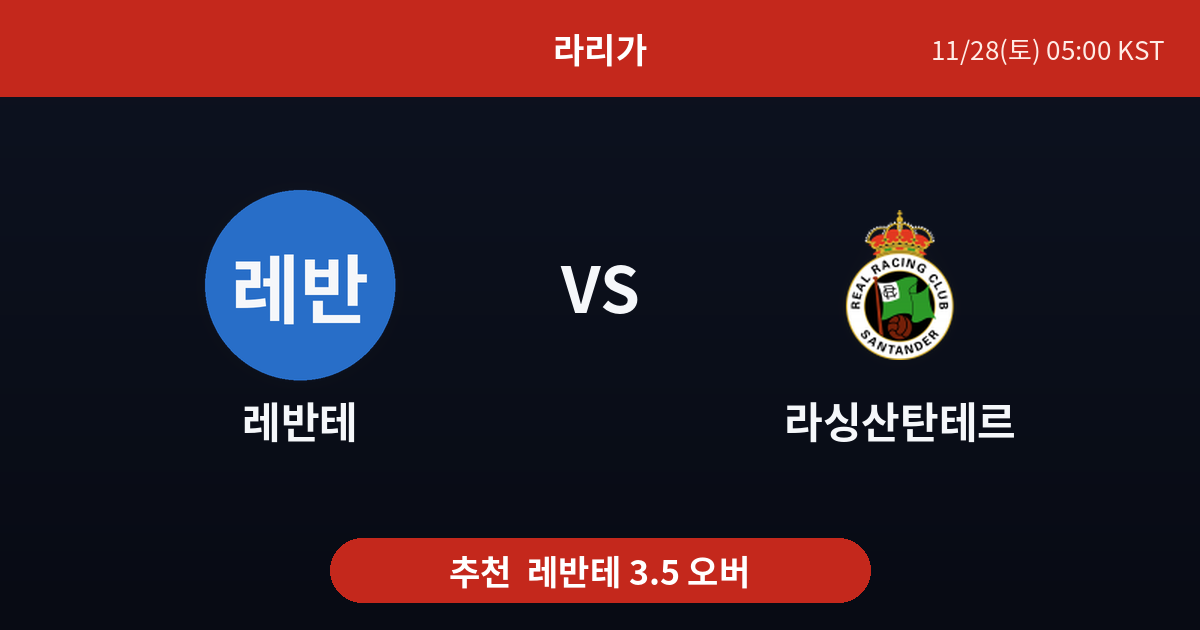 라리가
11/28(토) 05:00 KST
레반
VS
REAL RACING CLUB
SANTANDER
레반테
라싱산탄테르
추천 레반테 3.5 오버